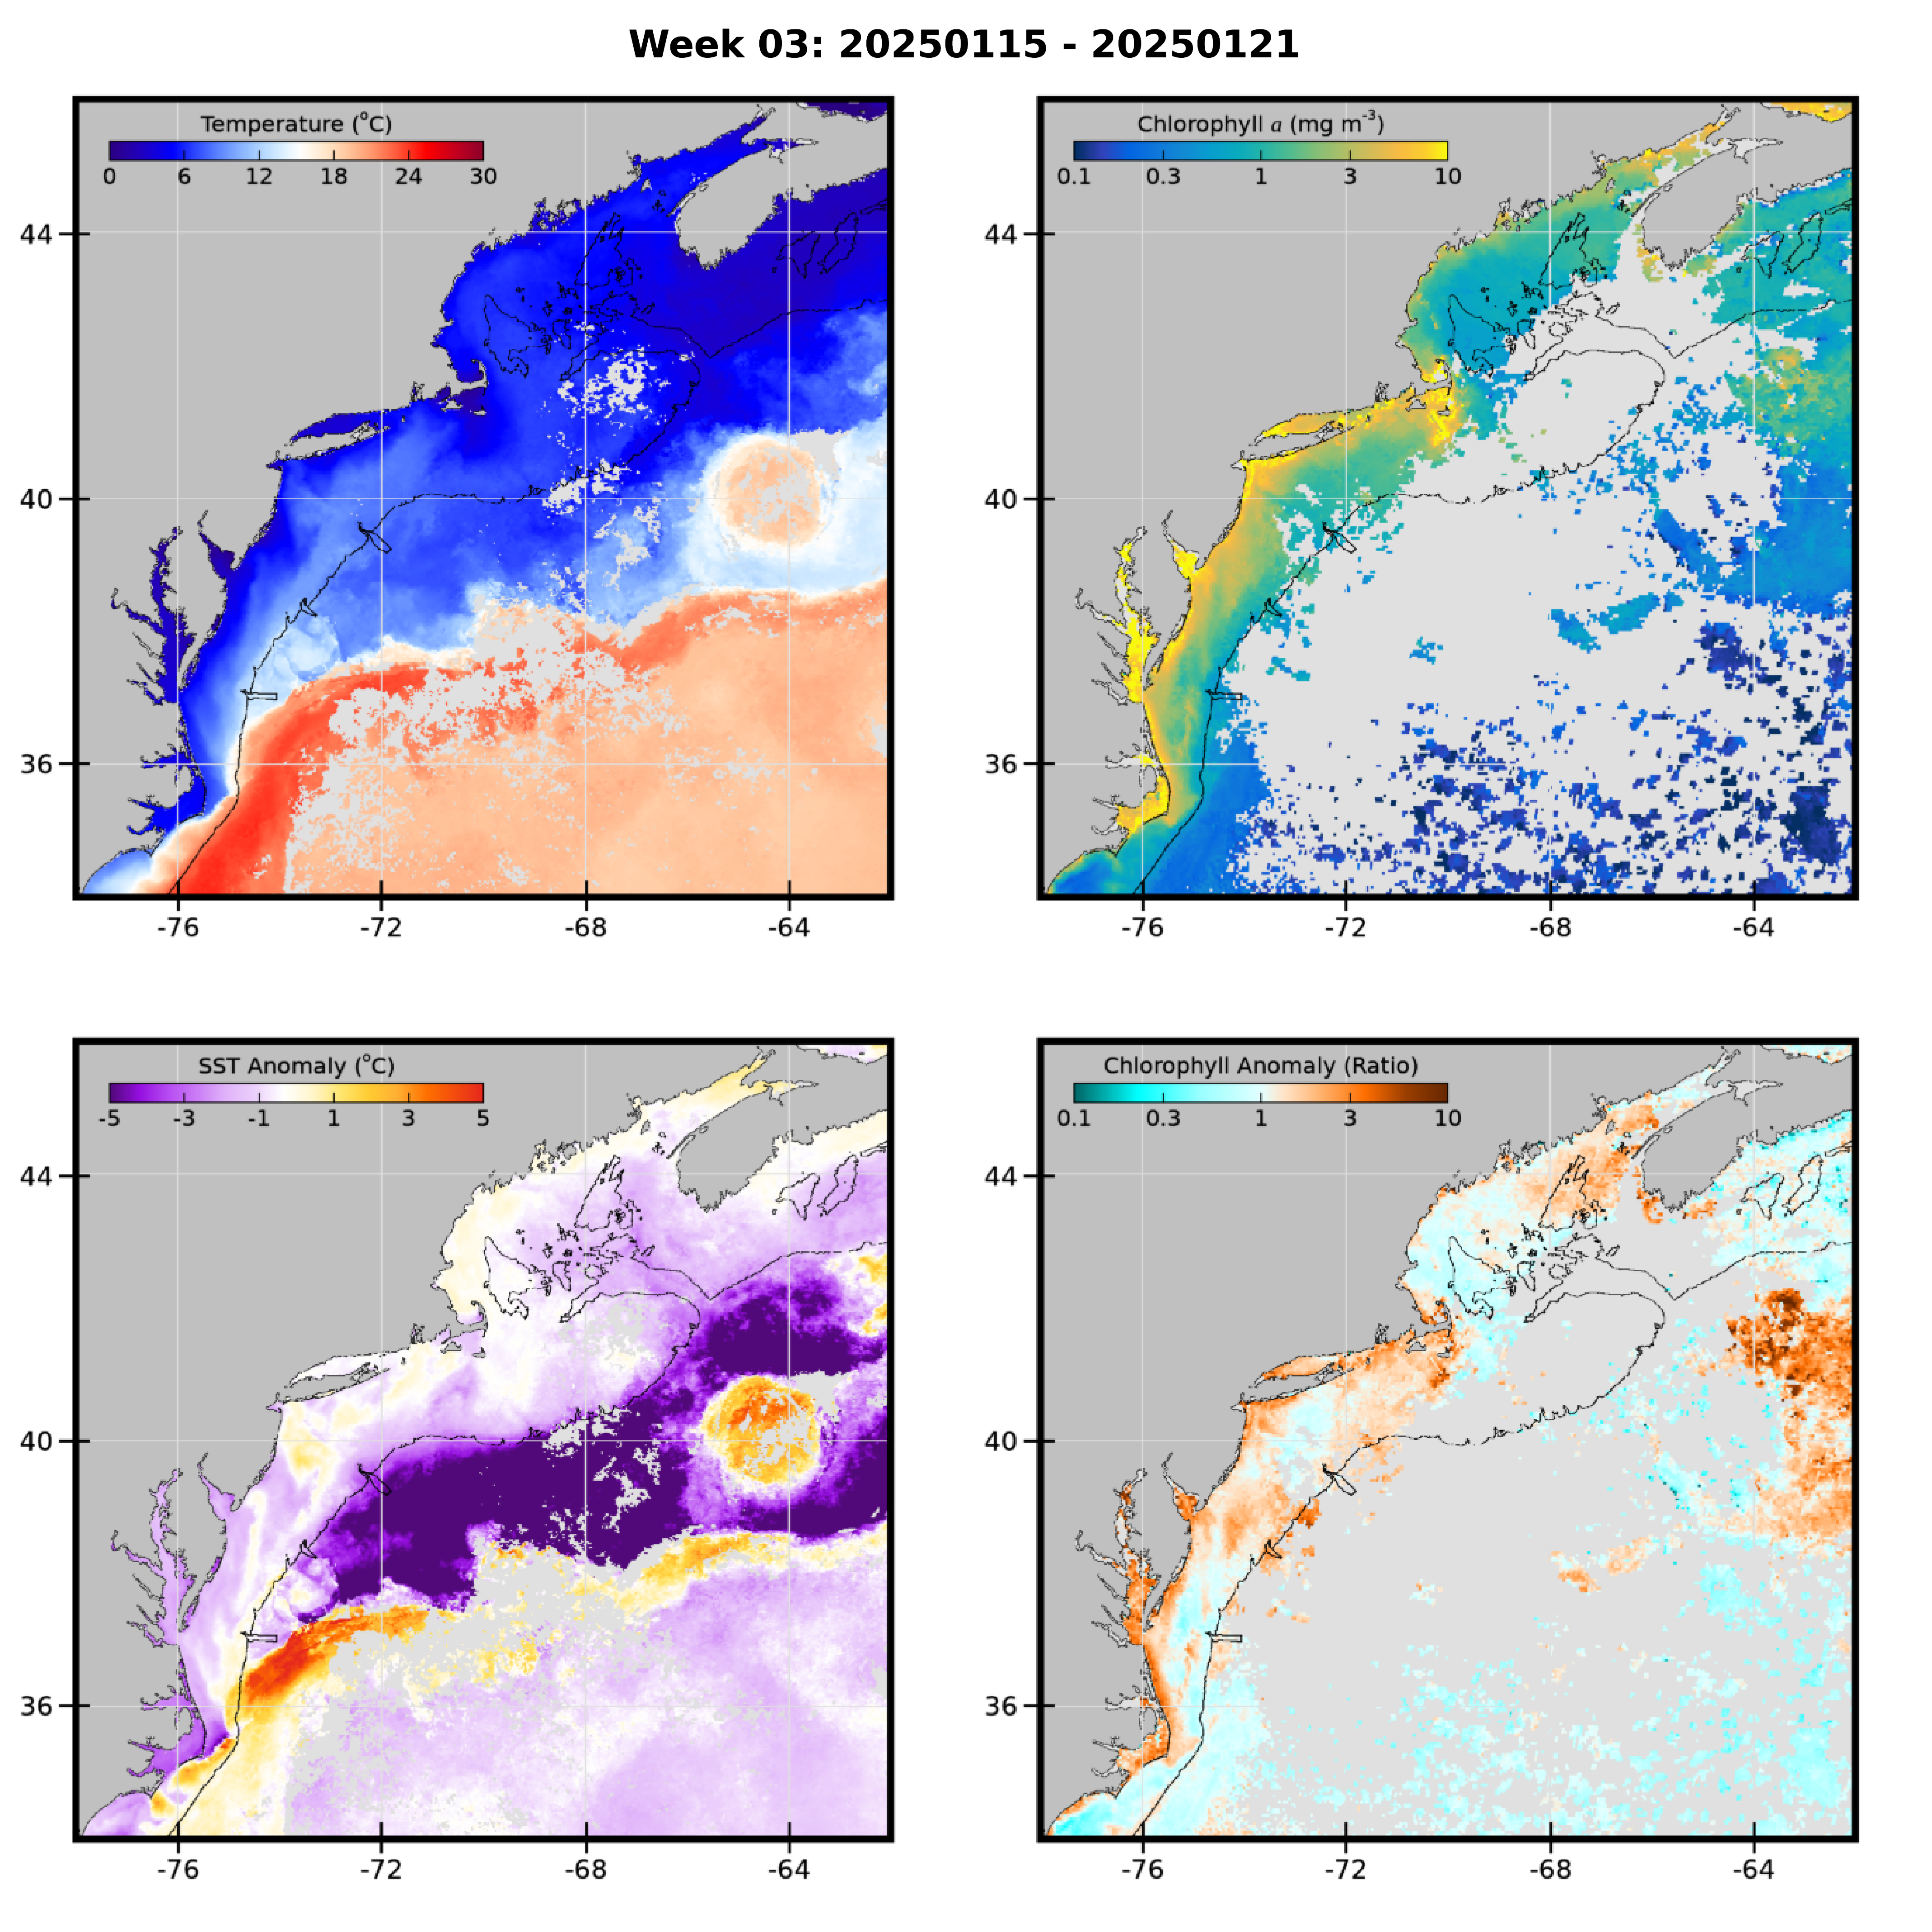 Week 03: 20250115 - 20250121
Temperature (°C)
0 6 12 18 24 30
44
40
36
-76 -72 -68 -64
Chlorophyll a (mg m⁻³)
0.1 0.3 1 3 10
44
40
36
-76 -72 -68 -64
SST Anomaly (°C)
-5 -3 -1 1 3 5
44
40
36
-76 -72 -68 -64
Chlorophyll Anomaly (Ratio)
0.1 0.3 1 3 10
44
40
36
-76 -72 -68 -64